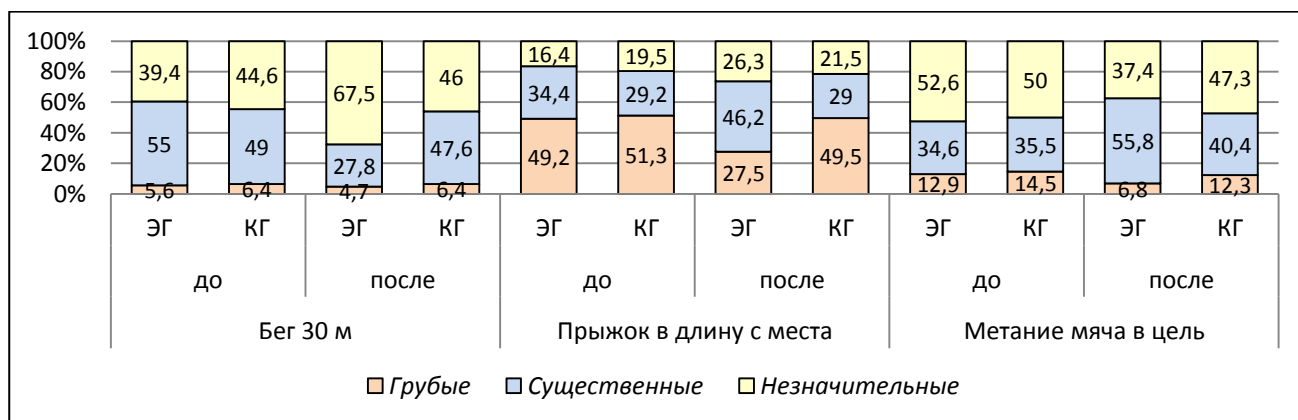 100%
80%
60%
40%
20%
0%
39,4 44,6 67,5 46 16,4 19,5 26,3 21,5 52,6 50 37,4 47,3
55 49 27,8 47,6 34,4 29,2 46,2 29 34,6 35,5 55,8 40,4
5,6 6,4 4,7 6,4 49,2 51,3 27,5 49,5 12,9 14,5 6,8 12,3
ЭГ КГ ЭГ КГ ЭГ КГ ЭГ КГ ЭГ КГ ЭГ КГ
до после до после до после
Бег 30 м Прыжок в длину с места Метание мяча в цель
Грубые Существенные Незначительные